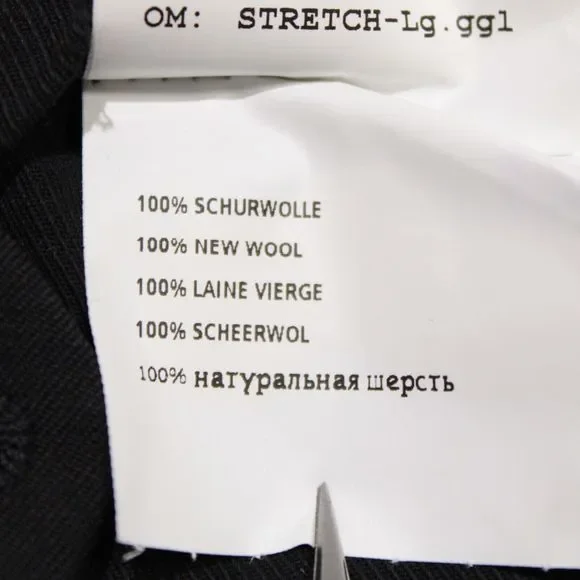 OM: STRETCH-Lg.ggl
100% SCHURWOLLE
100% NEW WOOL
100% LAINE VIERGE
100% SCHEERWOL
100% натуральная шерсть